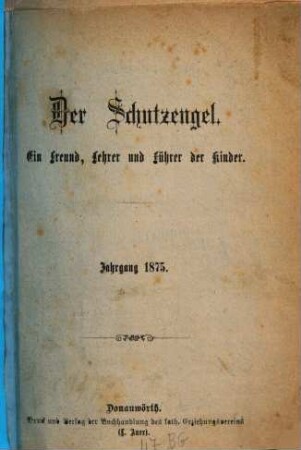 Der Schutzengel.
Ein Freund, Lehrer und Führer der Kinder.
Jahrgang 1875.
Donauwörth.
Druck und Verlag der Buchhandlung des kath. Erziehungsvereins
(L. Auer).